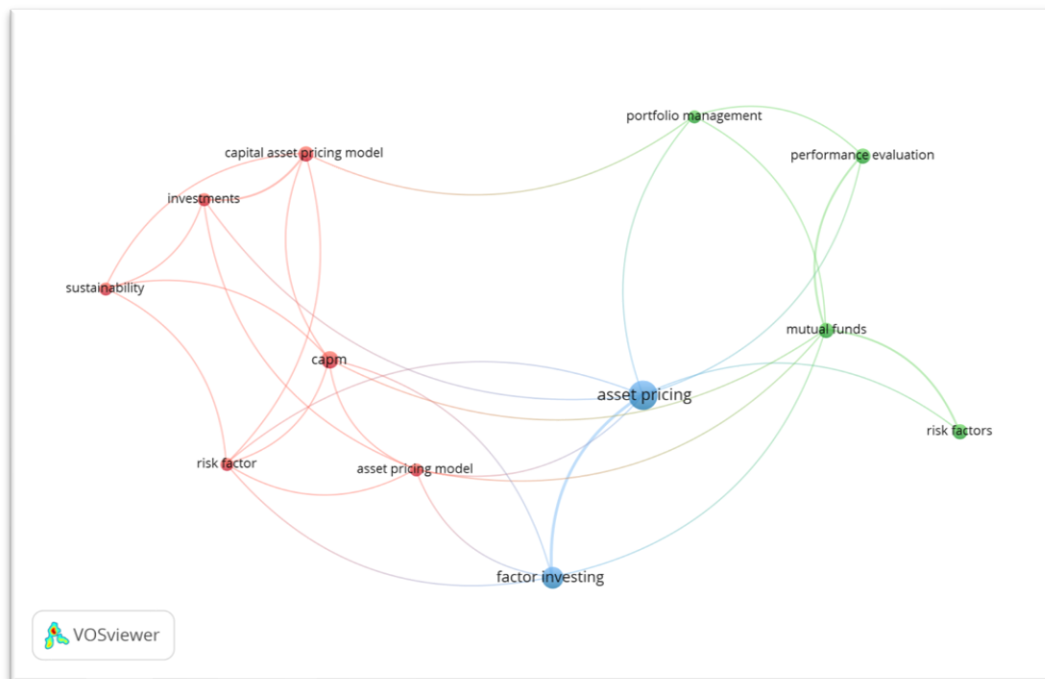 portfolio management
capital asset pricing model
performance evaluation
investments
sustainability
mutual funds
capm
asset pricing
risk factors
risk factor
asset pricing model
factor investing
VOSviewer